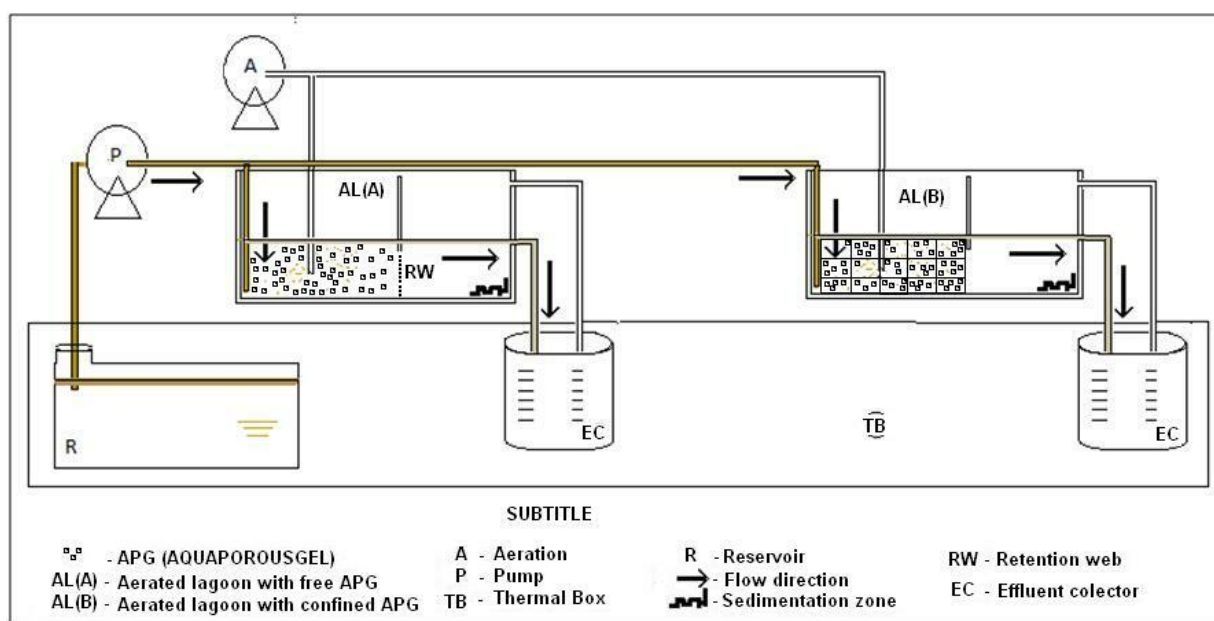 A
P
AL(A)
AL(B)
RW
R
EC
TB
EC
SUBTITLE
- APG (AQUAPOROUSGEL)
AL(A) - Aerated lagoon with free APG
AL(B) - Aerated lagoon with confined APG
A - Aeration
P - Pump
TB - Thermal Box
R - Reservoir
- Flow direction
- Sedimentation zone
RW - Retention web
EC - Effluent colector